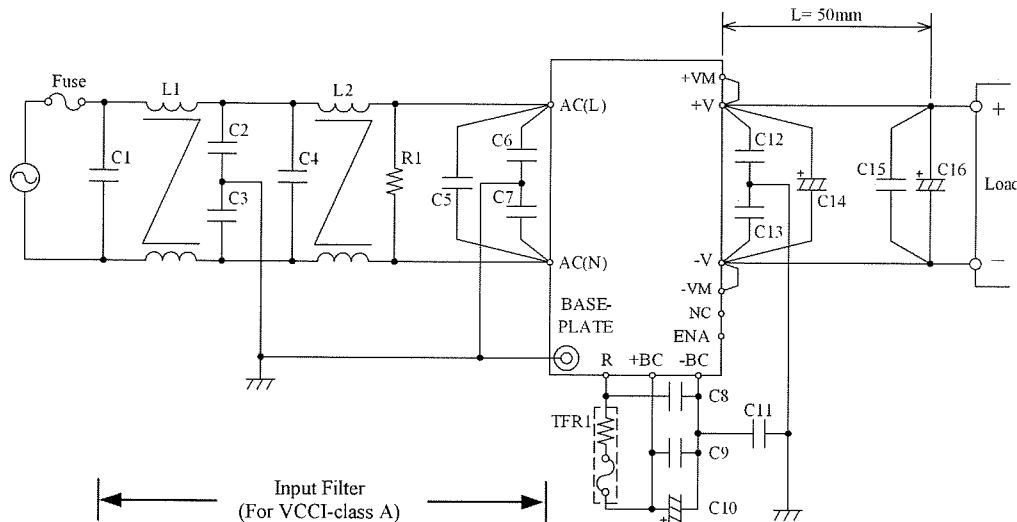 L= 50mm
Fuse
L1
L2
+VM
AC(L)
+V
+
C1
C2
C3
C4
R1
C5
C6
C7
C12
C13
C14
C15
+
C16
+
Load
AC(N)
-V
−
-VM
BASE-
PLATE
NC
ENA
R
+BC
-BC
C8
TFR1
C11
C9
C10
+
Input Filter
(For VCCI-class A)